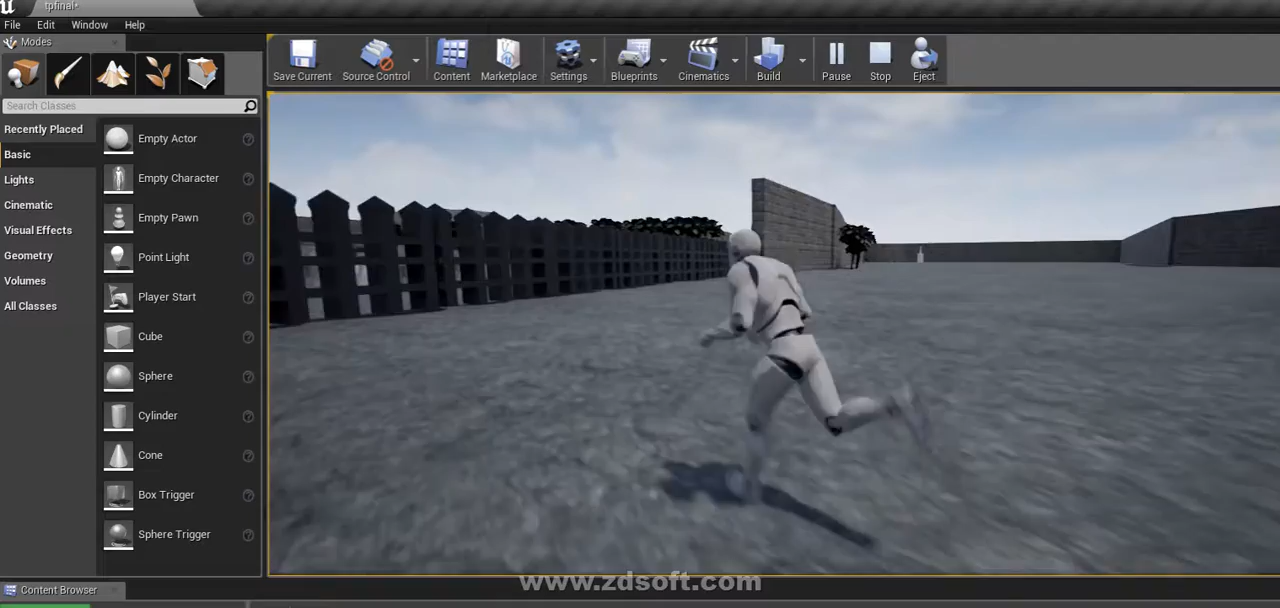 tpfinal*
File Edit Window Help
Modes
Save Current Source Control Content Marketplace Settings Blueprints Cinematics Build Pause Stop Eject
Search Classes
Recently Placed
Basic
Lights
Cinematic
Visual Effects
Geometry
Volumes
All Classes
Empty Actor
Empty Character
Empty Pawn
Point Light
Player Start
Cube
Sphere
Cylinder
Cone
Box Trigger
Sphere Trigger
www.zdsoft.com
Content Browser